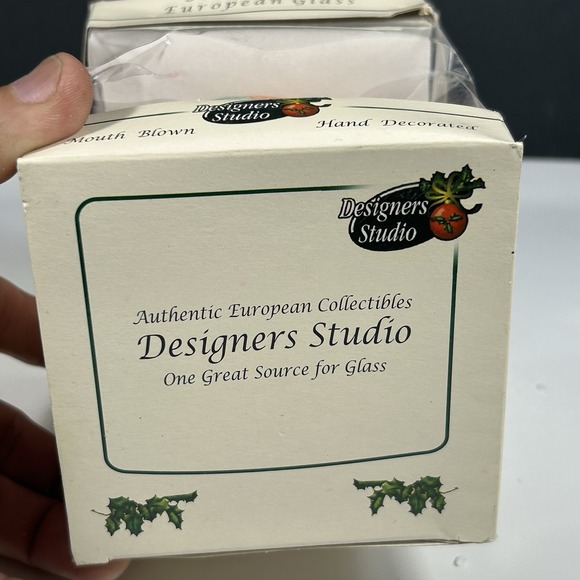 European Glass
Designers
Studio
Mouth Blown
Hand Decorated
Designers
Studio
Authentic European Collectibles
Designers Studio
One Great Source for Glass